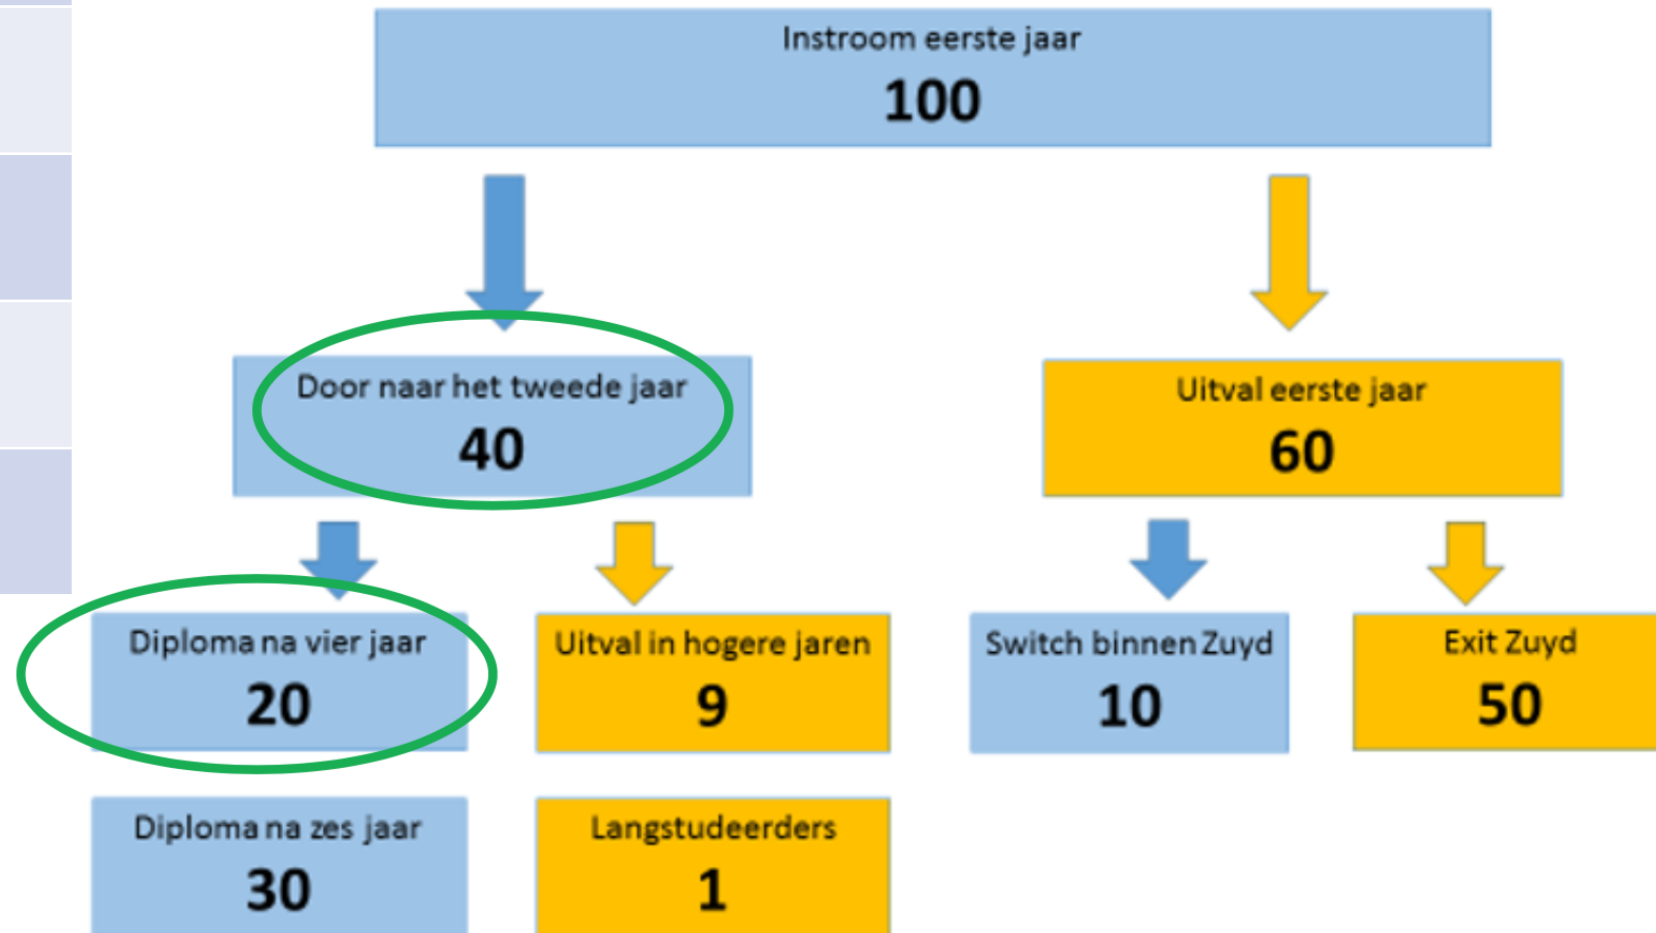 Instroom eerste jaar
100
Door naar het tweede jaar
40
Uitval eerste jaar
60
Diploma na vier jaar
20
Uitval in hogere jaren
9
Switch binnen Zuyd
10
Exit Zuyd
50
Diploma na zes jaar
30
Langstudeerders
1